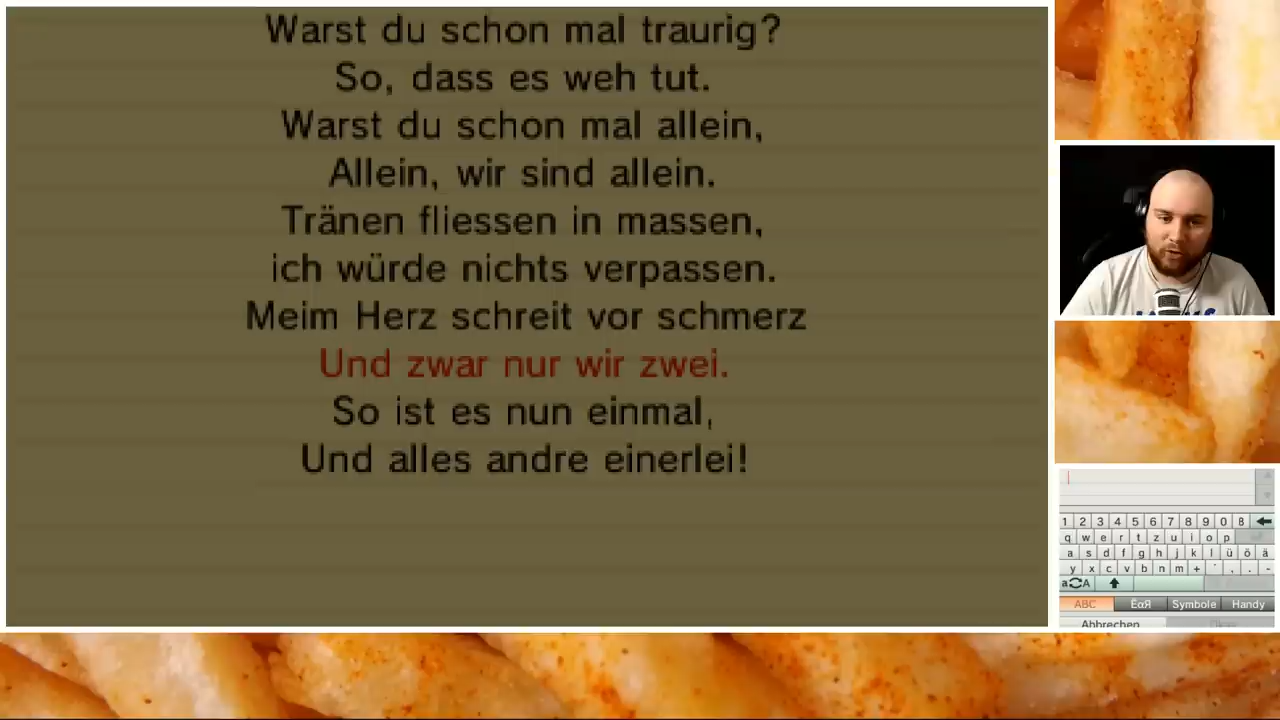 Warst du schon mal traurig?
So, dass es weh tut.
Warst du schon mal allein,
Allein, wir sind allein.
Tränen fliessen in massen,
ich würde nichts verpassen.
Meim Herz schreit vor schmerz
Und zwar nur wir zwei.
So ist es nun einmal,
Und alles andre einerlei!
1 2 3 4 5 6 7 8 9 0 ß
q w e r t z u i o p
a s d f g h j k l ü ö ä
y x c v b n m + ' , . -
a A
ABC ËαЯ Symbole Handy
Abbrechen